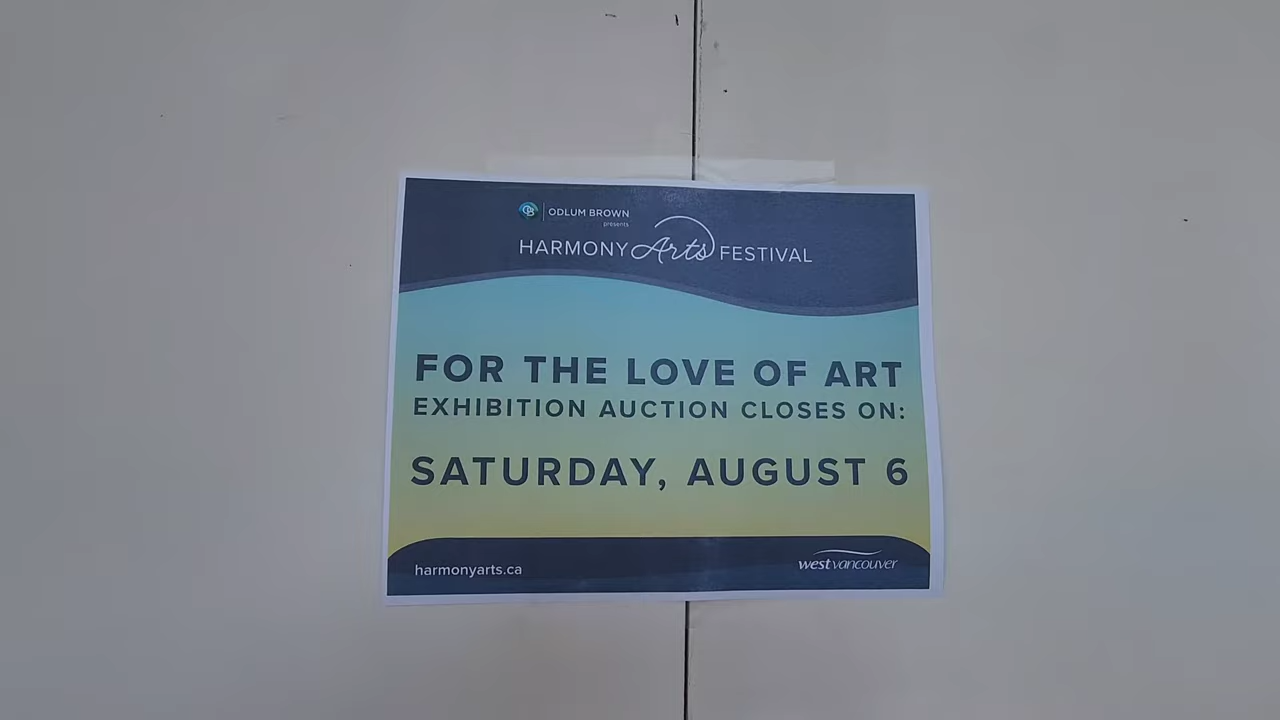 ODLUM BROWN
presents
HARMONY Arts FESTIVAL
FOR THE LOVE OF ART
EXHIBITION AUCTION CLOSES ON:
SATURDAY, AUGUST 6
harmonyarts.ca
westvancouver